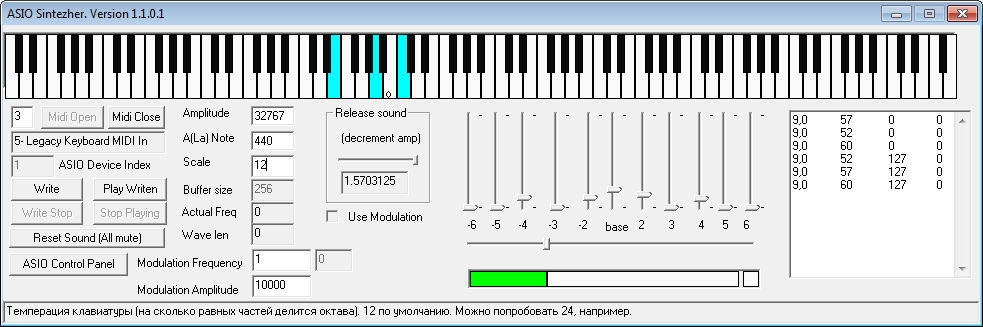 ASIO Sintezher. Version 1.1.0.1
3 Midi Open Midi Close
5- Legacy Keyboard MIDI In
1 ASIO Device Index
Write Play Writen
Write Stop Stop Playing
Reset Sound (All mute)
ASIO Control Panel
Amplitude 32767
A(La) Note 440
Scale 12
Buffer size 256
Actual Freq 0
Wave len 0
Modulation Frequency 1 0
Modulation Amplitude 10000
Release sound
(decrement amp)
1.5703125
Use Modulation
-6 -5 -4 -3 -2 base 2 3 4 5 6
9,0 57 0 0
9,0 52 0 0
9,0 60 0 0
9,0 52 127 0
9,0 57 127 0
9,0 60 127 0
Темперация клавиатуры (на сколько равных частей делится октава). 12 по умолчанию. Можно попробовать 24, например.